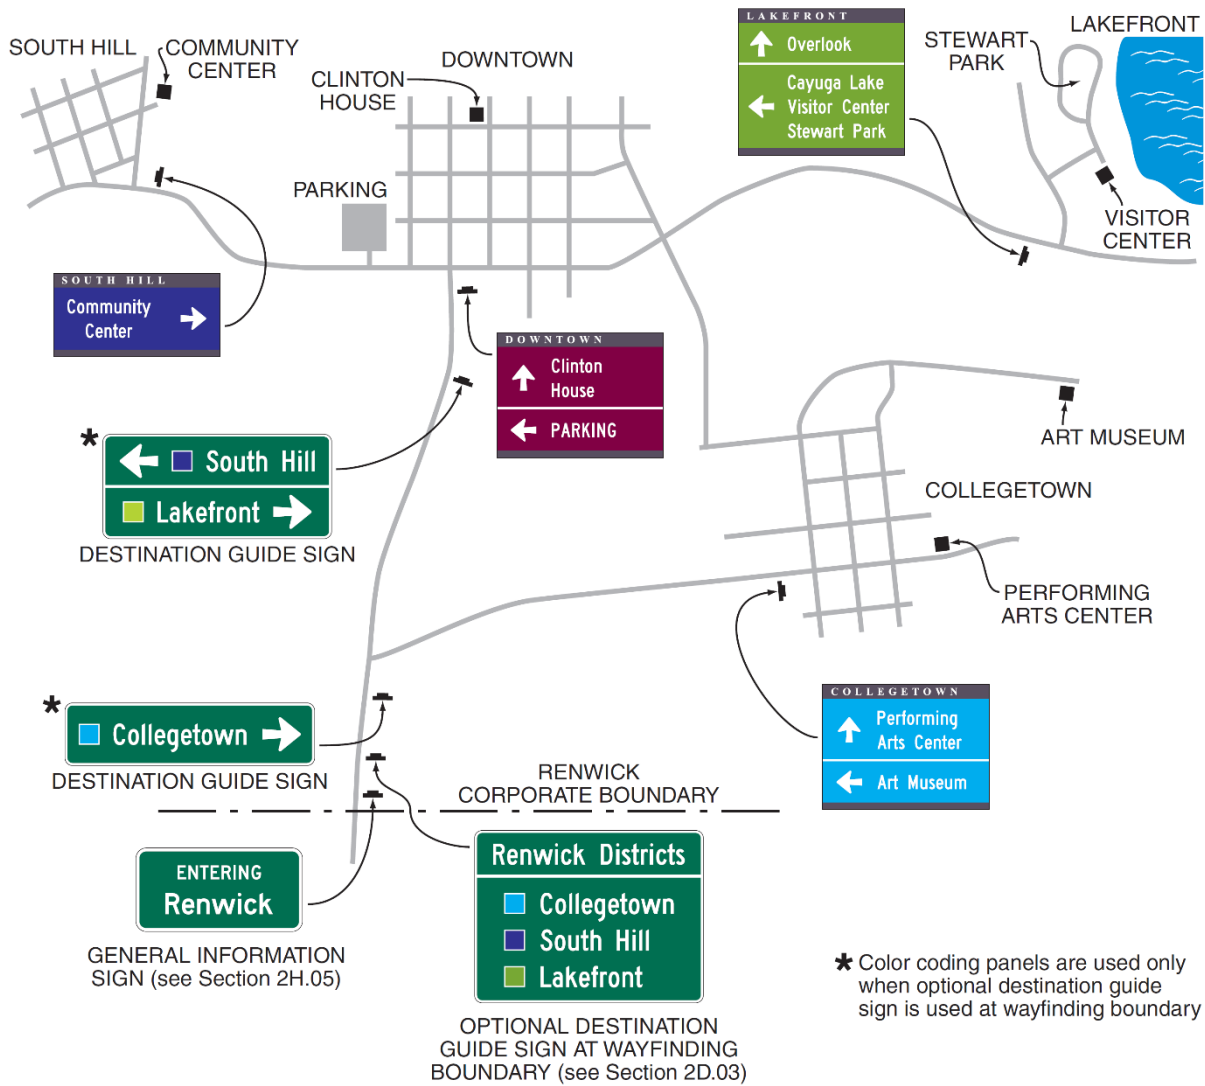 SOUTH HILL
COMMUNITY
CENTER
CLINTON
HOUSE
DOWNTOWN
LAKEFRONT
Overlook
Cayuga Lake
Visitor Center
Stewart Park
STEWART
PARK
LAKEFRONT
PARKING
VISITOR
CENTER
SOUTH HILL
Community
Center
DOWNTOWN
Clinton
House
PARKING
ART MUSEUM
* South Hill
Lakefront
DESTINATION GUIDE SIGN
COLLEGETOWN
PERFORMING
ARTS CENTER
* Collegetown
DESTINATION GUIDE SIGN
COLLEGETOWN
Performing
Arts Center
Art Museum
RENWICK
CORPORATE BOUNDARY
ENTERING
Renwick
GENERAL INFORMATION
SIGN (see Section 2H.05)
Renwick Districts
Collegetown
South Hill
Lakefront
OPTIONAL DESTINATION
GUIDE SIGN AT WAYFINDING
BOUNDARY (see Section 2D.03)
* Color coding panels are used only
when optional destination guide
sign is used at wayfinding boundary